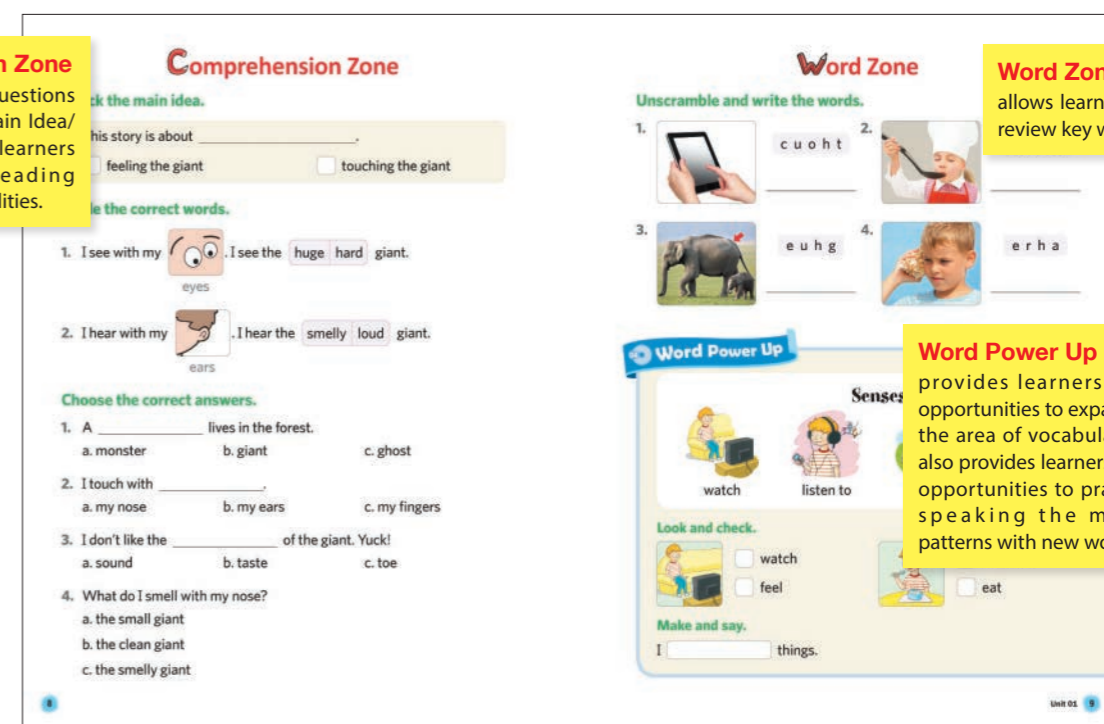 n Zone
uestions
ain Idea/
learners
eading
lities.
Comprehension Zone
ck the main idea.
his story is about ________.
feeling the giant touching the giant
le the correct words.
1. I see with my . I see the huge hard giant.
eyes
2. I hear with my . I hear the smelly loud giant.
ears
Choose the correct answers.
1. A ________ lives in the forest.
a. monster b. giant c. ghost
2. I touch with ________.
a. my nose b. my ears c. my fingers
3. I don't like the ________ of the giant. Yuck!
a. sound b. taste c. toe
4. What do I smell with my nose?
a. the small giant
b. the clean giant
c. the smelly giant
8
Word Zone
Unscramble and write the words.
1. c u o h t
2.
3. e u h g
4. e r h a
Word Zon
allows learn
review key w
Word Power Up
Senses
watch listen to
Look and check.
watch
feel
eat
Make and say.
I things.
Word Power Up
provides learners
opportunities to expa
the area of vocabula
also provides learner
opportunities to pra
speaking the m
patterns with new wo
Unit 01 9